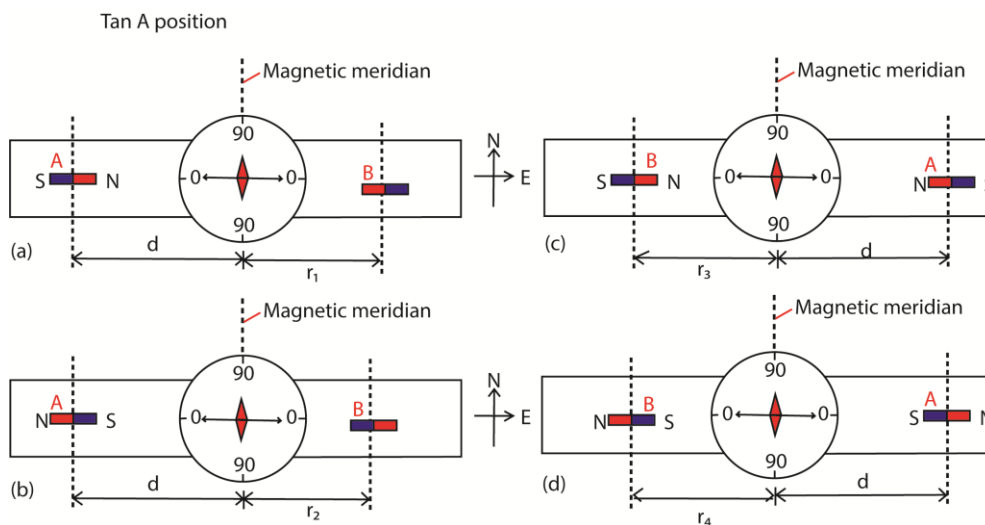 Tan A position
Magnetic meridian
90
A
B
S
N
0
0
90
N
E
(a)
d
r₁
Magnetic meridian
90
B
A
S
N
0
0
N
90
(c)
r₃
d
Magnetic meridian
90
A
B
N
S
0
0
90
N
E
(b)
d
r₂
Magnetic meridian
90
B
A
N
S
0
0
S
90
(d)
r₄
d